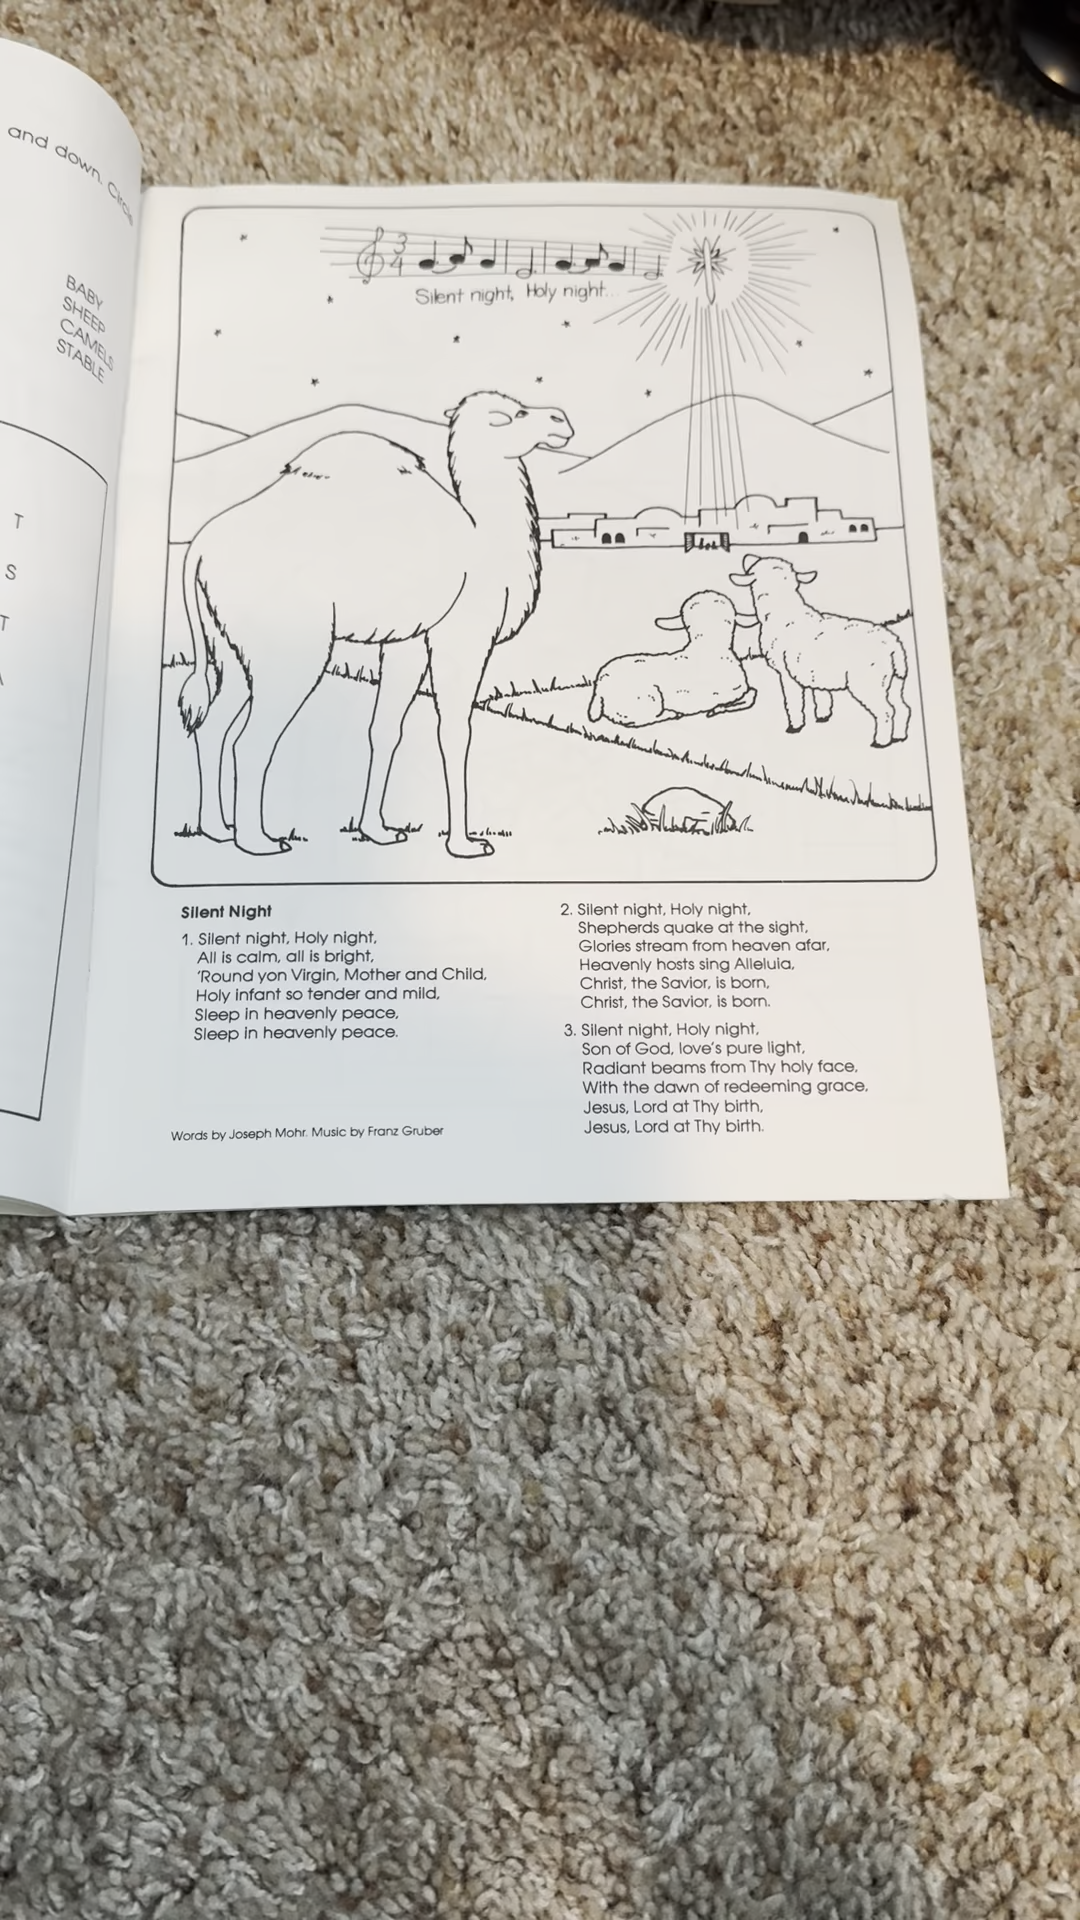 and down. Circle
BABY
SHEEP
CAMELS
STABLE
T
S
T
3
4
Silent night, Holy night...
Silent Night
1. Silent night, Holy night,
All is calm, all is bright,
'Round yon Virgin, Mother and Child,
Holy infant so tender and mild,
Sleep in heavenly peace,
Sleep in heavenly peace.
Words by Joseph Mohr. Music by Franz Gruber
2. Silent night, Holy night,
Shepherds quake at the sight,
Glories stream from heaven afar,
Heavenly hosts sing Alleluia,
Christ, the Savior, is born,
Christ, the Savior, is born.
3. Silent night, Holy night,
Son of God, love's pure light,
Radiant beams from Thy holy face,
With the dawn of redeeming grace,
Jesus, Lord at Thy birth,
Jesus, Lord at Thy birth.